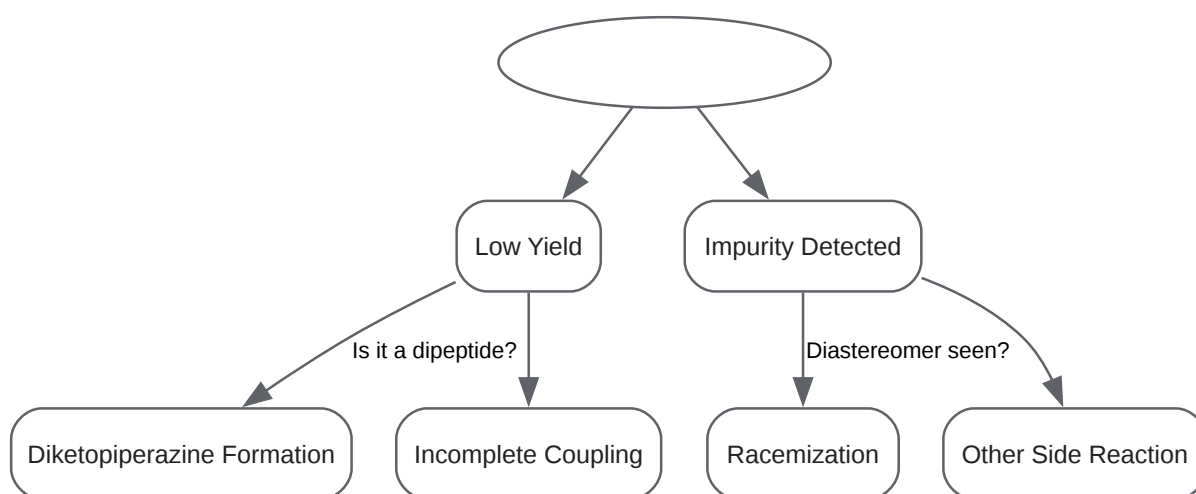 Low Yield
Impurity Detected
Is it a dipeptide?
Diastereomer seen?
Diketopiperazine Formation
Incomplete Coupling
Racemization
Other Side Reaction